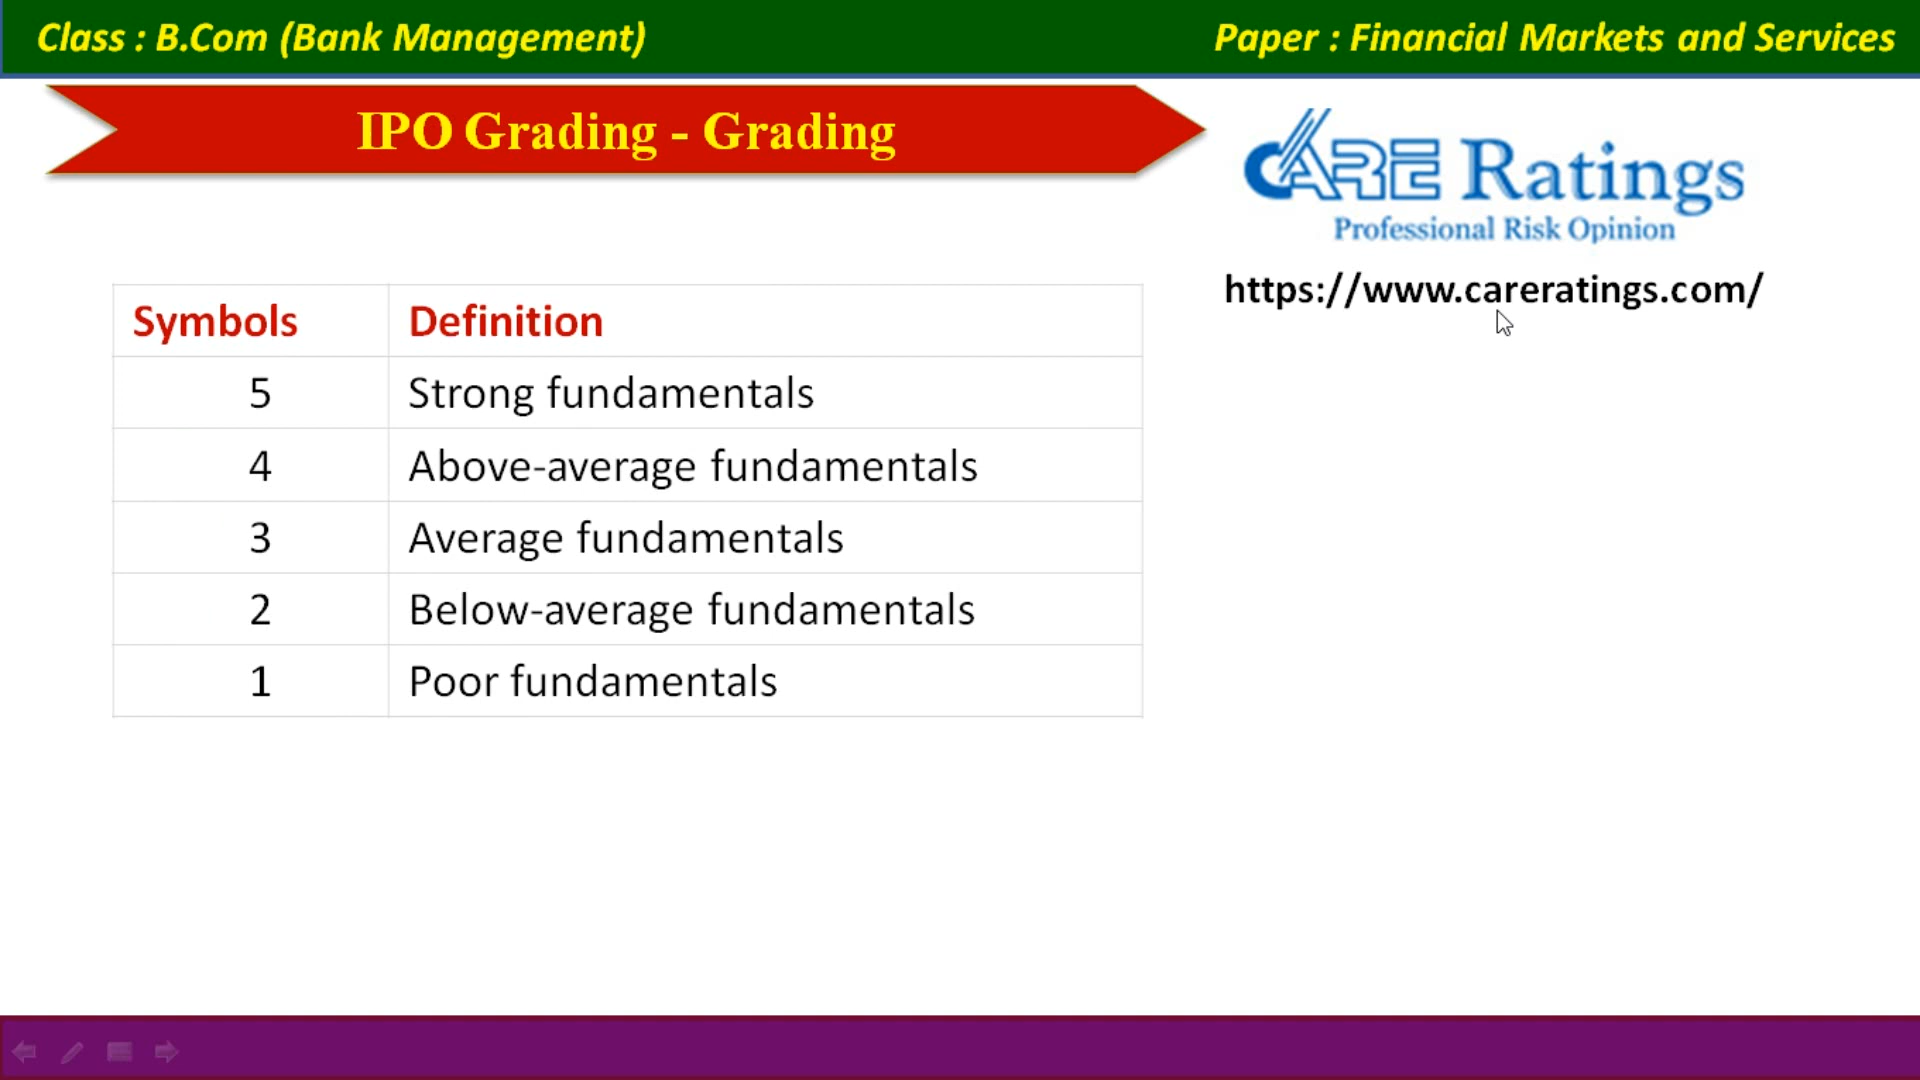 Class : B.Com (Bank Management) Paper : Financial Markets and Services
IPO Grading - Grading
CARE Ratings
Professional Risk Opinion
https://www.careratings.com/
Symbols Definition
5 Strong fundamentals
4 Above-average fundamentals
3 Average fundamentals
2 Below-average fundamentals
1 Poor fundamentals